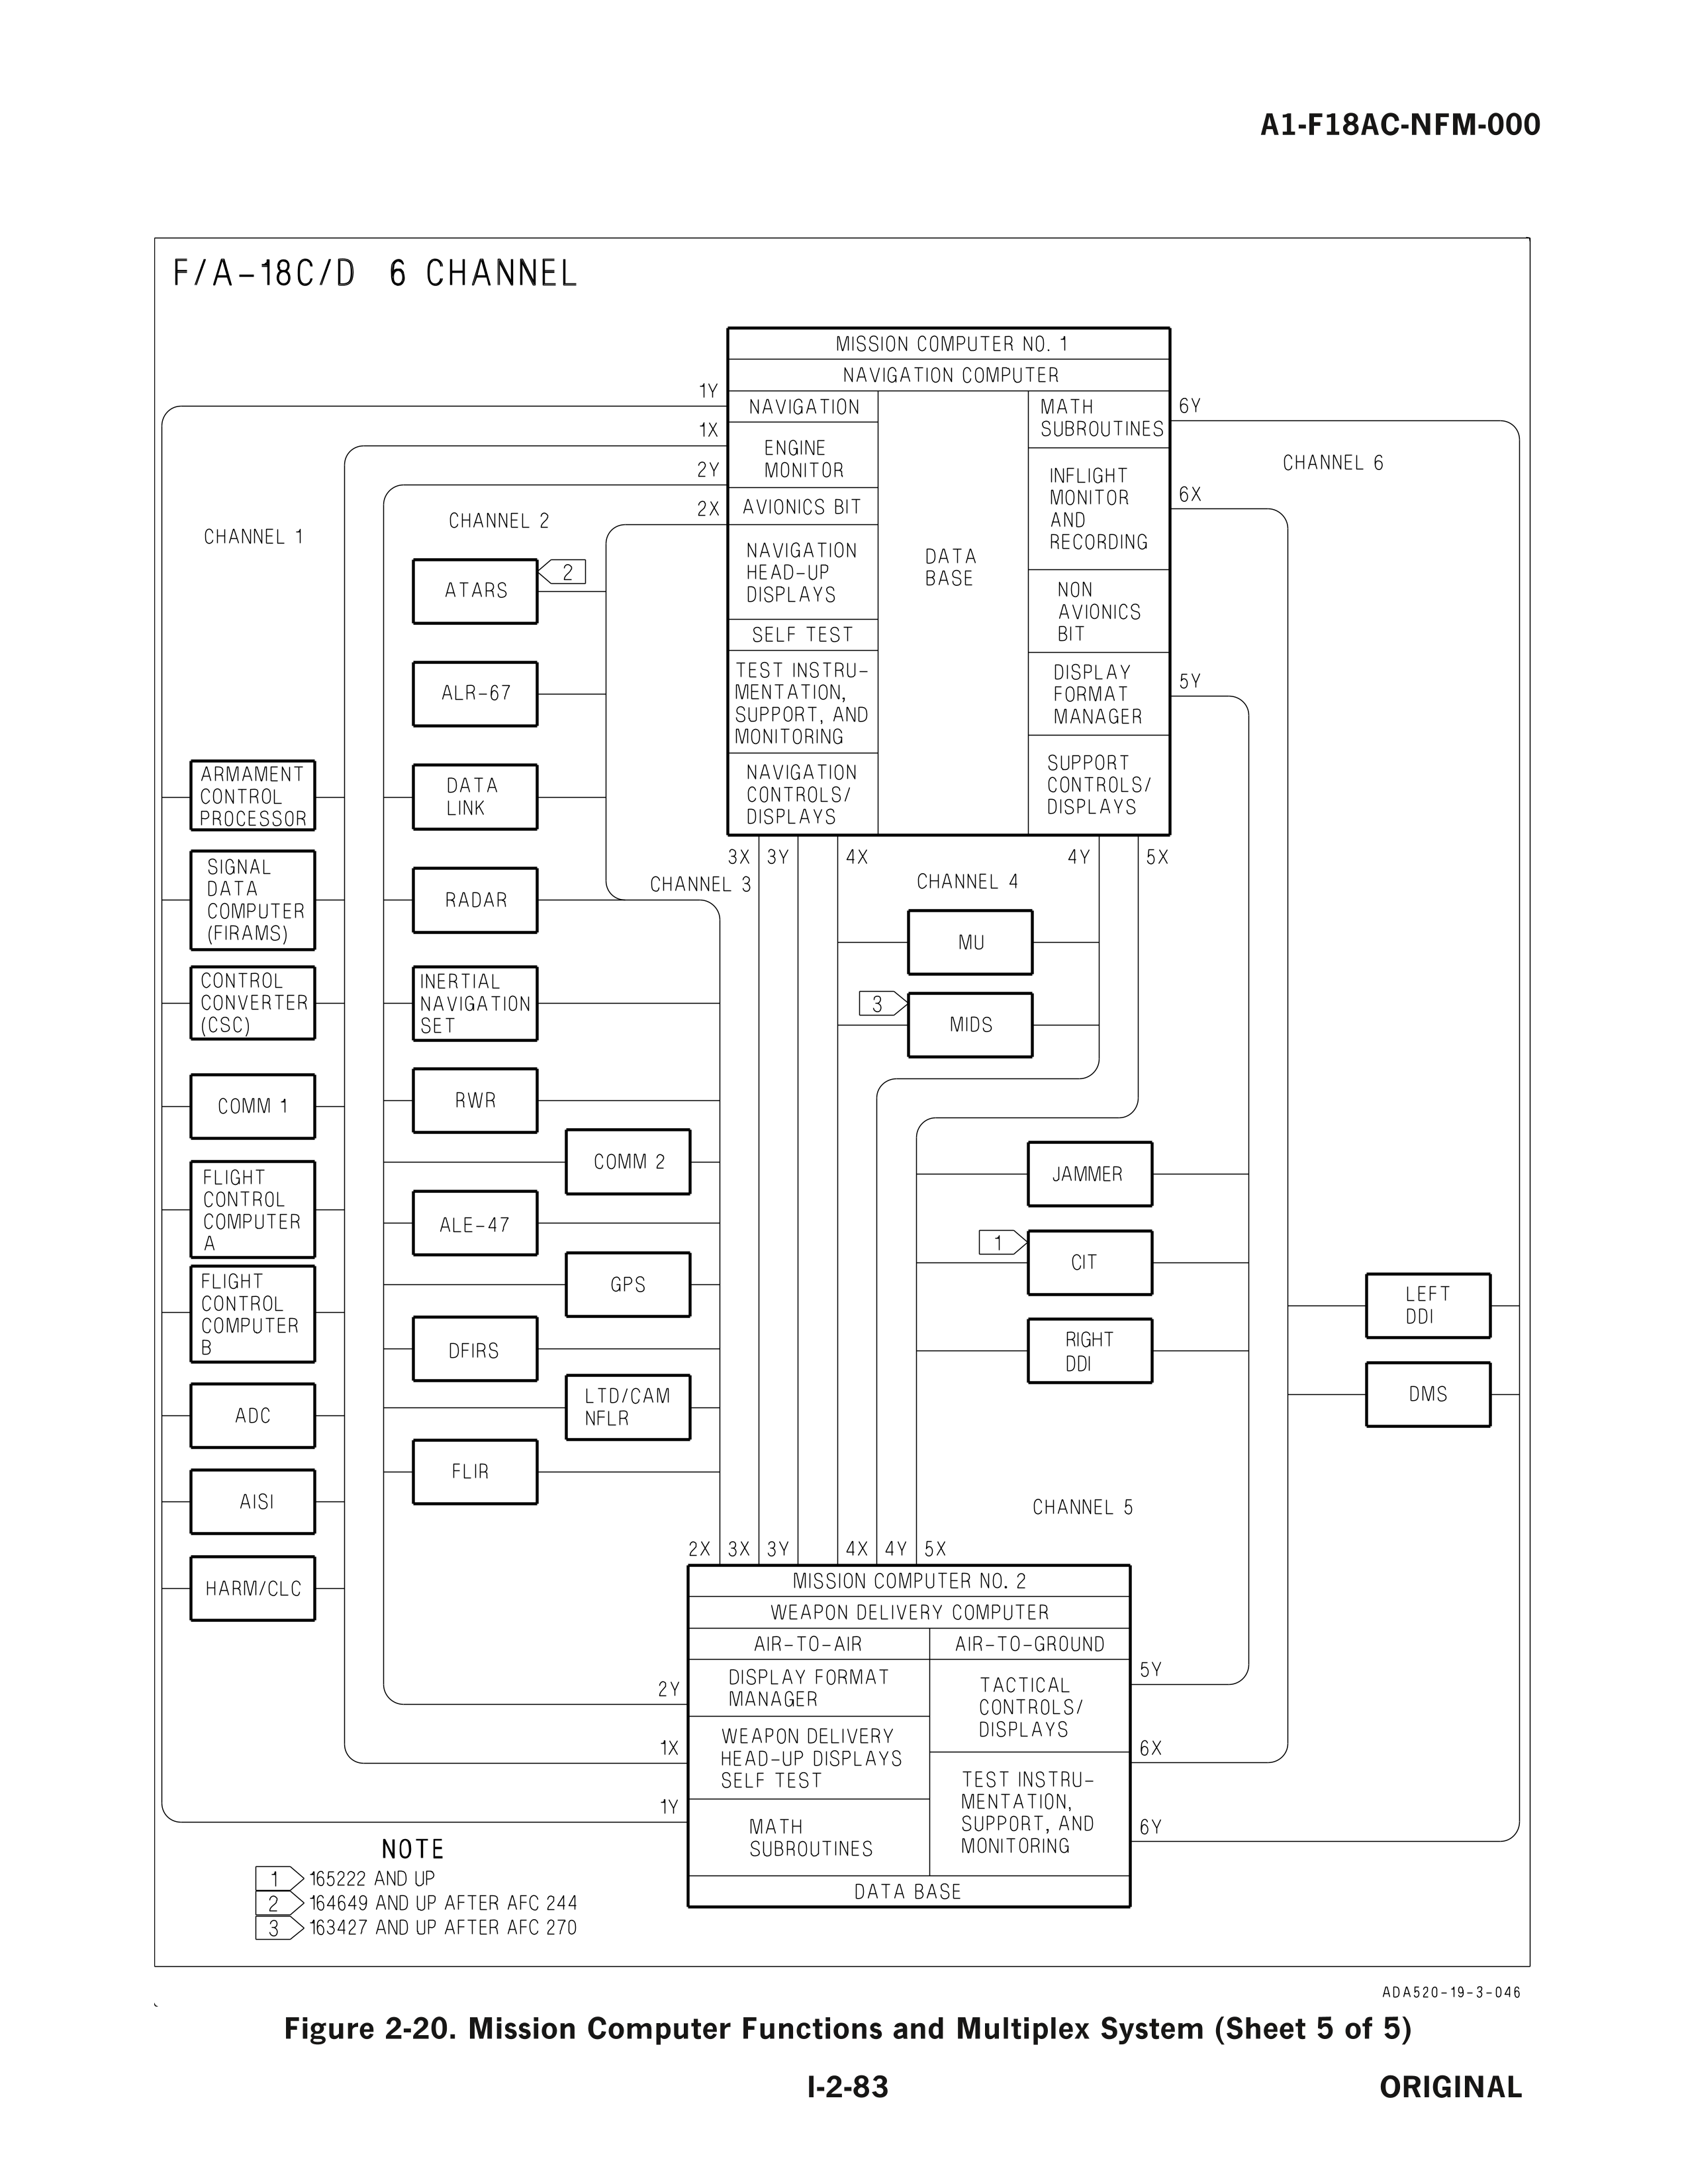 A1-F18AC-NFM-000
F/A-18C/D 6 CHANNEL
MISSION COMPUTER NO. 1
NAVIGATION COMPUTER
1Y
1X
2Y
2X
NAVIGATION
ENGINE
MONITOR
AVIONICS BIT
NAVIGATION
HEAD-UP
DISPLAYS
SELF TEST
TEST INSTRU-
MENTATION,
SUPPORT, AND
MONITORING
NAVIGATION
CONTROLS/
DISPLAYS
DATA
BASE
MATH
SUBROUTINES
INFLIGHT
MONITOR
AND
RECORDING
NON
AVIONICS
BIT
DISPLAY
FORMAT
MANAGER
SUPPORT
CONTROLS/
DISPLAYS
6Y
6X
5Y
CHANNEL 6
CHANNEL 1
CHANNEL 2
ATARS
2
ALR-67
DATA
LINK
RADAR
INERTIAL
NAVIGATION
SET
RWR
COMM 2
ALE-47
GPS
DFIRS
LTD/CAM
NFLR
FLIR
ARMAMENT
CONTROL
PROCESSOR
SIGNAL
DATA
COMPUTER
(FIRAMS)
CONTROL
CONVERTER
(CSC)
COMM 1
FLIGHT
CONTROL
COMPUTER
A
FLIGHT
CONTROL
COMPUTER
B
ADC
AISI
HARM/CLC
3X
3Y
4X
4Y
5X
CHANNEL 3
CHANNEL 4
MU
3
MIDS
JAMMER
1
CIT
RIGHT
DDI
LEFT
DDI
DMS
CHANNEL 5
2X
3X
3Y
4X
4Y
5X
MISSION COMPUTER NO. 2
WEAPON DELIVERY COMPUTER
AIR-TO-AIR
AIR-TO-GROUND
DISPLAY FORMAT
MANAGER
WEAPON DELIVERY
HEAD-UP DISPLAYS
SELF TEST
MATH
SUBROUTINES
TACTICAL
CONTROLS/
DISPLAYS
TEST INSTRU-
MENTATION,
SUPPORT, AND
MONITORING
DATA BASE
2Y
1X
1Y
5Y
6X
6Y
NOTE
1 165222 AND UP
2 164649 AND UP AFTER AFC 244
3 163427 AND UP AFTER AFC 270
ADA520-19-3-046
Figure 2-20. Mission Computer Functions and Multiplex System (Sheet 5 of 5)
I-2-83
ORIGINAL